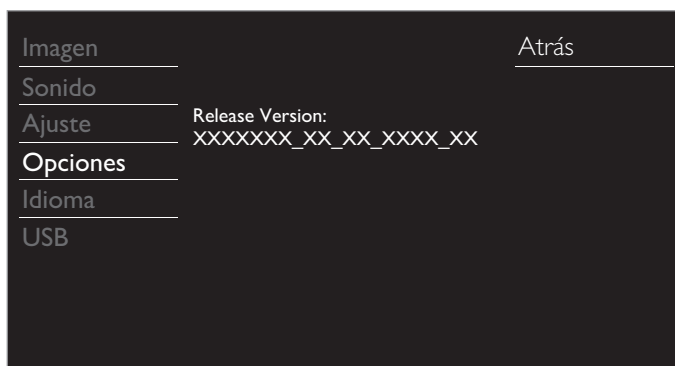 Imagen
Sonido
Ajuste
Opciones
Idioma
USB
Release Version:
XXXXXXX_XX_XX_XXXX_XX
Atrás